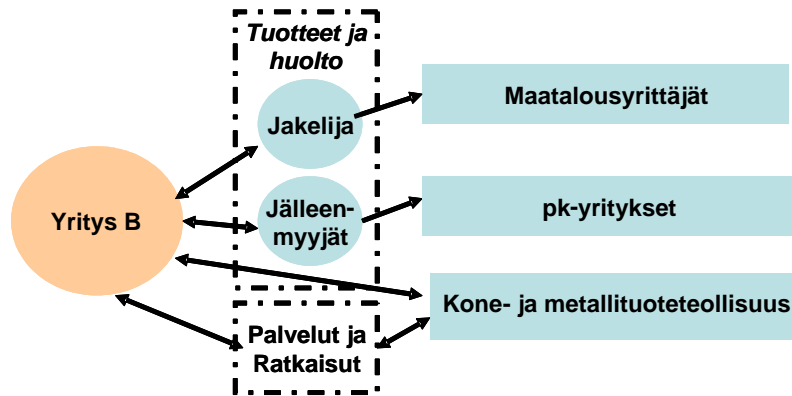 Tuotteet ja
huolto
Jakelija
Maatalousyrittäjät
Yritys B
Jälleen-
myyjät
pk-yritykset
Kone- ja metallituoteteollisuus
Palvelut ja
Ratkaisut